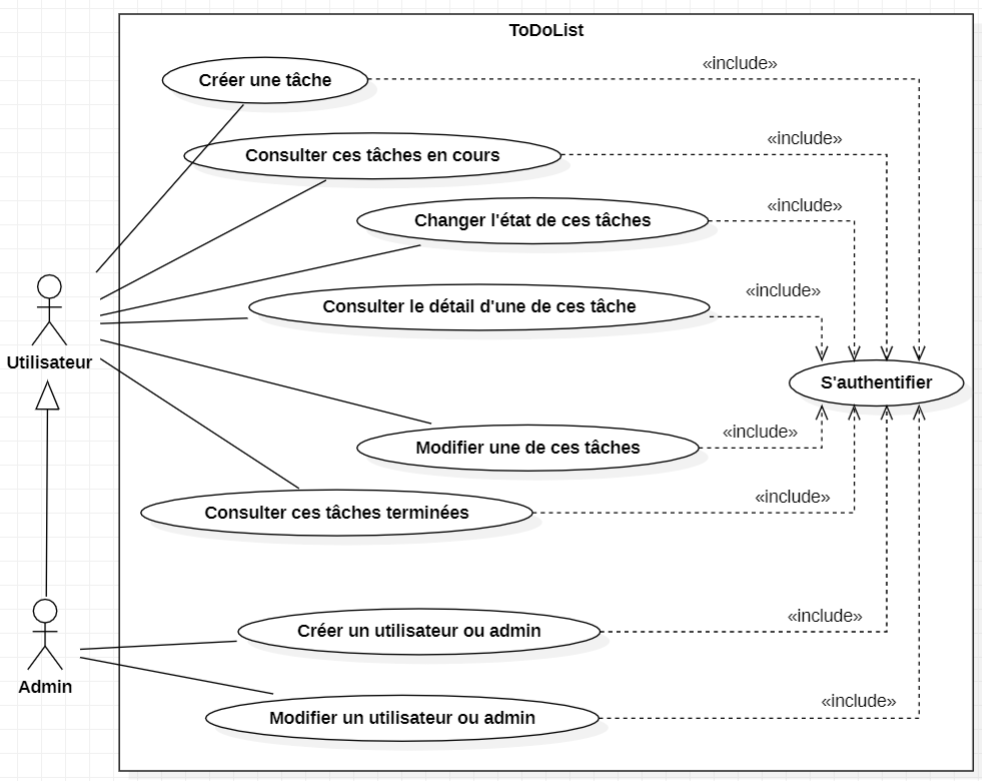 ToDoList
«include»
Créer une tâche
«include»
Consulter ces tâches en cours
«include»
Changer l'état de ces tâches
«include»
Consulter le détail d'une de ces tâche
Utilisateur
S'authentifier
«include»
Modifier une de ces tâches
«include»
Consulter ces tâches terminées
«include»
Créer un utilisateur ou admin
Admin
«include»
Modifier un utilisateur ou admin